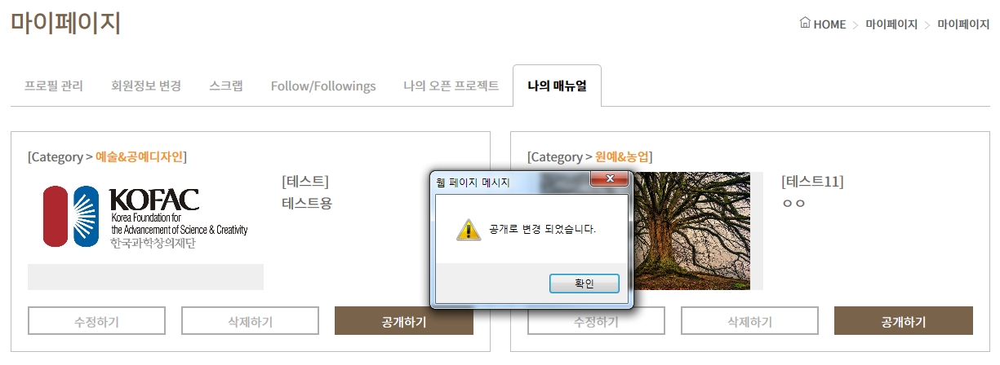 마이페이지
HOME > 마이페이지 > 마이페이지
프로필 관리
회원정보 변경
스크랩
Follow/Followings
나의 오픈 프로젝트
나의 매뉴얼
[Category > 예술&공예디자인]
KOFAC
Korea Foundation for
the Advancement of Science & Creativity
한국과학창의재단
[테스트]
테스트용
수정하기
삭제하기
공개하기
[Category > 원예&농업]
[테스트11]
ㅇㅇ
수정하기
삭제하기
공개하기
웹 페이지 메시지
공개로 변경 되었습니다.
확인